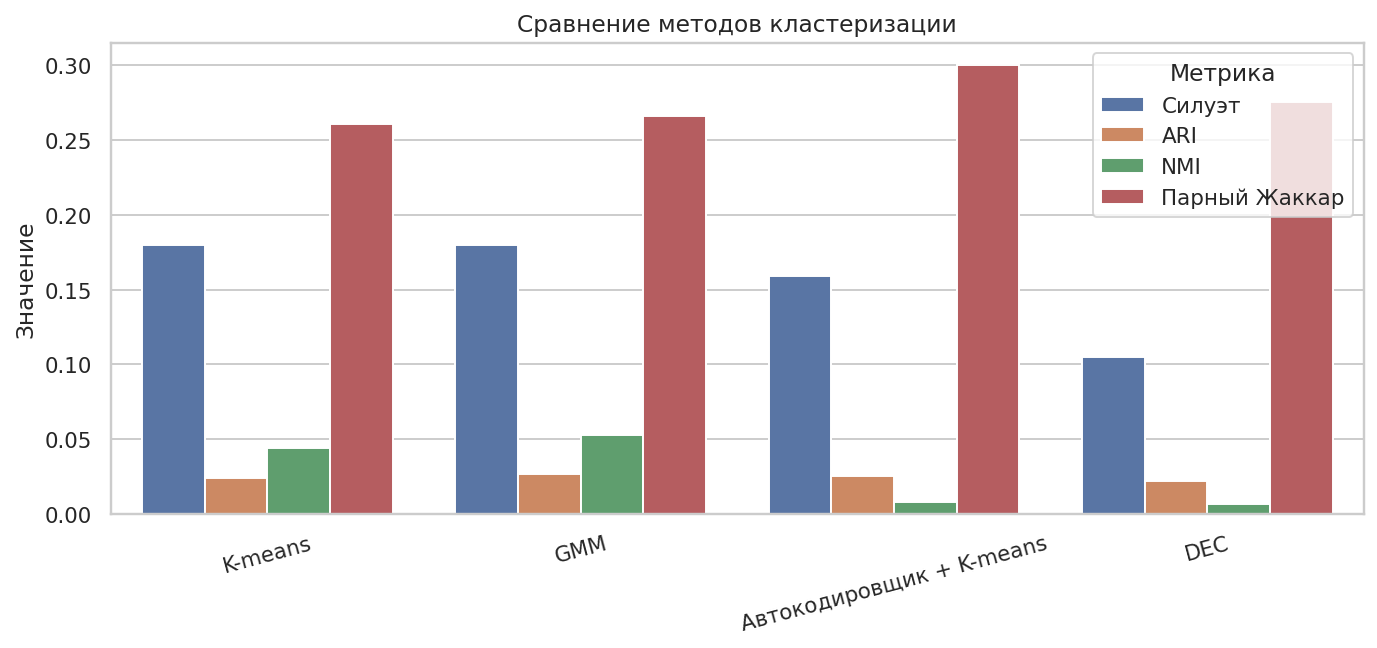 Сравнение методов кластеризации
Значение
0.30
0.25
0.20
0.15
0.10
0.05
0.00
Метрика
Силуэт
ARI
NMI
Парный Жаккар
K-means
GMM
Автокодировщик + K-means
DEC